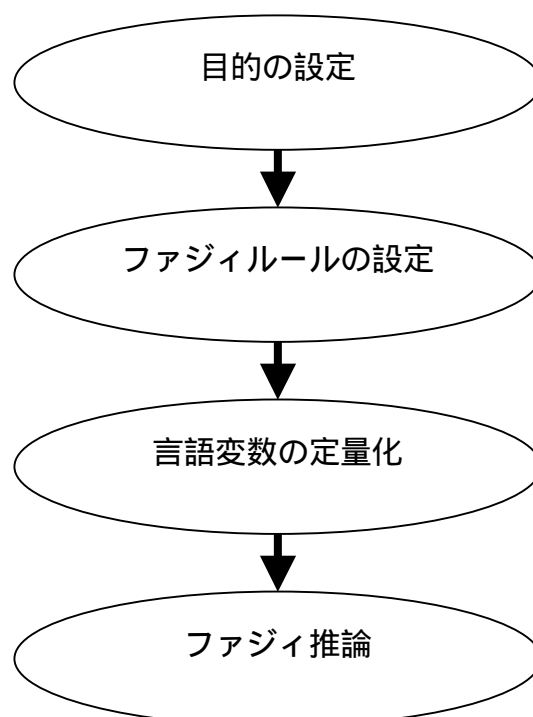 目的の設定
ファジィルールの設定
言語変数の定量化
ファジィ推論